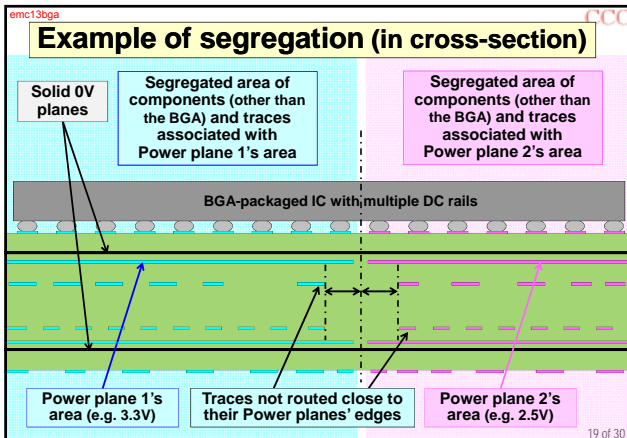 emc13bga
CCC
Example of segregation (in cross-section)
Solid 0V
planes
Segregated area of
components (other than
the BGA) and traces
associated with
Power plane 1's area
Segregated area of
components (other than
the BGA) and traces
associated with
Power plane 2's area
BGA-packaged IC with multiple DC rails
Power plane 1's
area (e.g. 3.3V)
Traces not routed close to
their Power planes' edges
Power plane 2's
area (e.g. 2.5V)
19 of 30